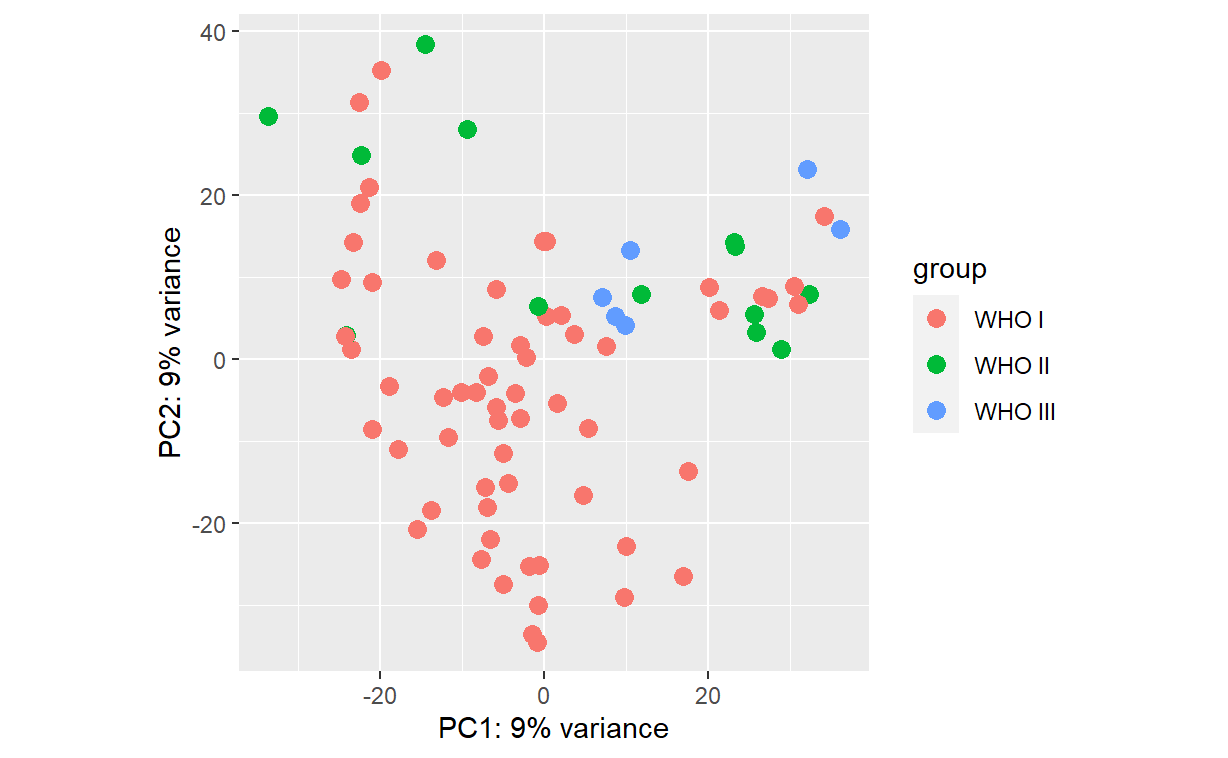 40
20
0
-20
PC2: 9% variance
-20
0
20
PC1: 9% variance
group
WHO I
WHO II
WHO III